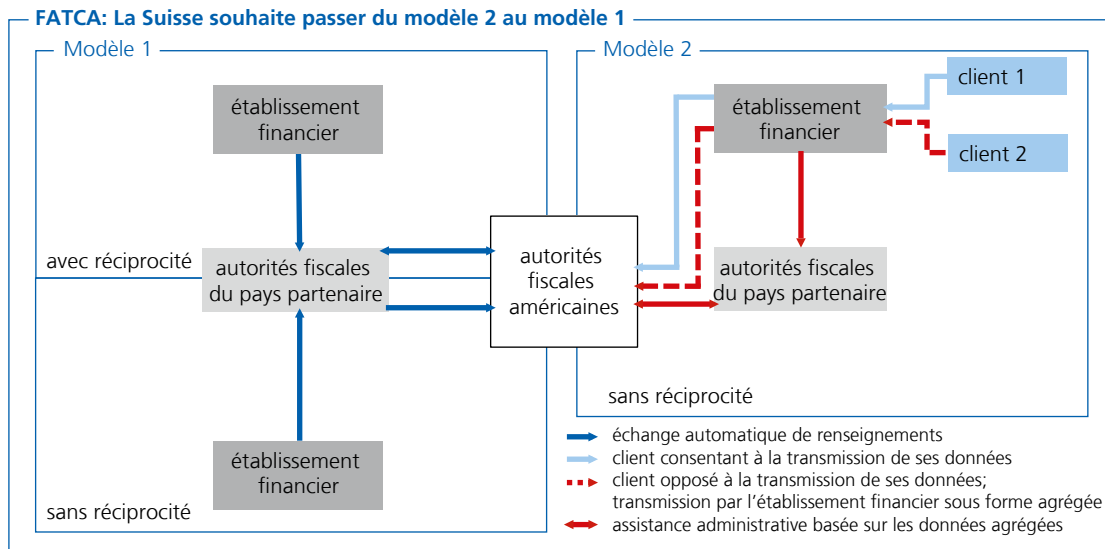 FATCA: La Suisse souhaite passer du modèle 2 au modèle 1
Modèle 1
établissement
financier
avec réciprocité
autorités fiscales
du pays partenaire
établissement
financier
sans réciprocité
autorités
fiscales
américaines
Modèle 2
établissement
financier
client 1
client 2
autorités fiscales
du pays partenaire
sans réciprocité
échange automatique de renseignements
client consentant à la transmission de ses données
client opposé à la transmission de ses données;
transmission par l’établissement financier sous forme agrégée
assistance administrative basée sur les données agrégées